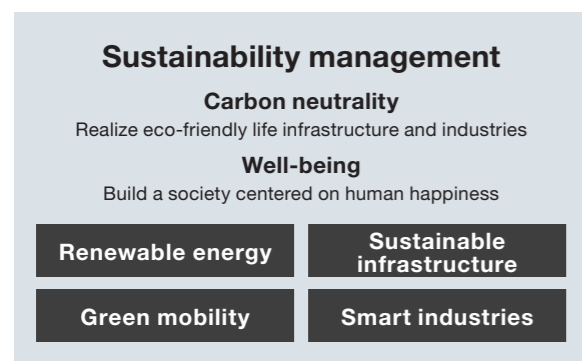 Sustainability management
Carbon neutrality
Realize eco-friendly life infrastructure and industries
Well-being
Build a society centered on human happiness
Renewable energy
Sustainable
infrastructure
Green mobility
Smart industries